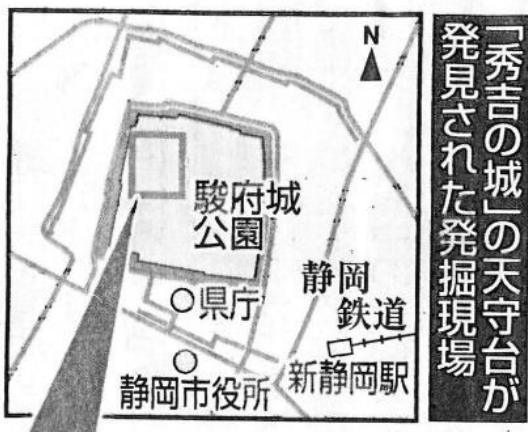 「秀吉の城」の天守台が
発見された発掘現場
N
駿府城
公園
静岡
鉄道
県庁
新静岡駅
静岡市役所